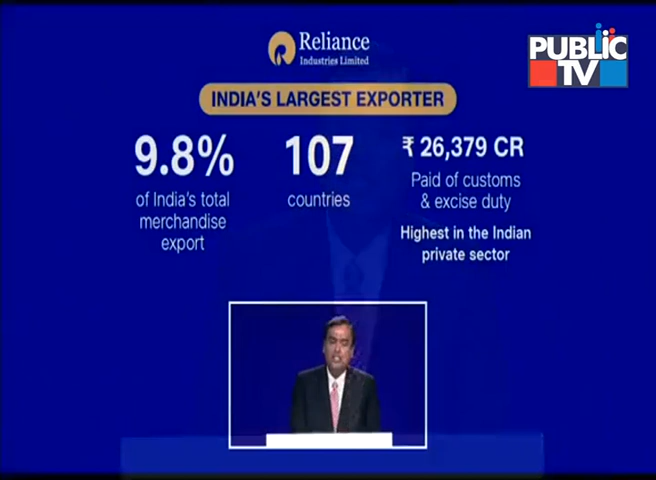 Reliance
Industries Limited
PUBLIC
TV
INDIA'S LARGEST EXPORTER
9.8%
of India's total
merchandise
export
107
countries
₹ 26,379 CR
Paid of customs
& excise duty
Highest in the Indian
private sector